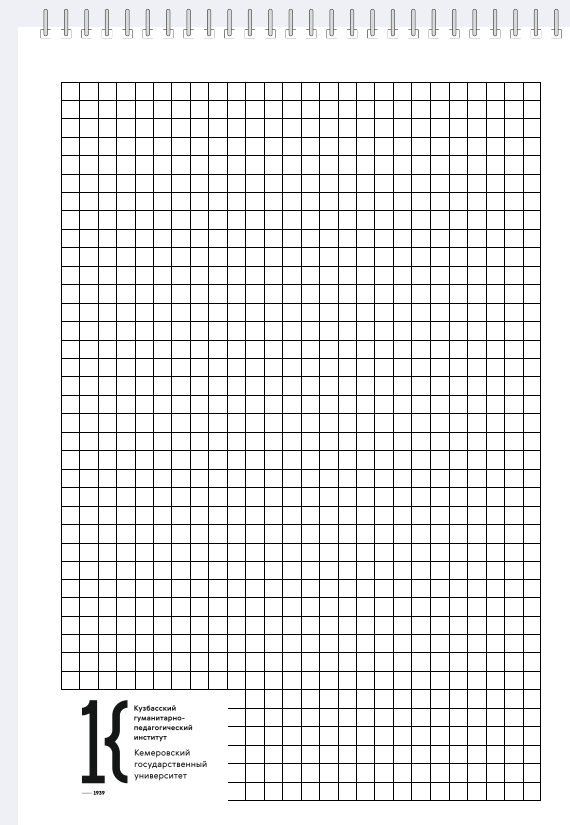 Кузбасский
гуманитарно-
педагогический
институт
Кемеровский
государственный
университет
1939